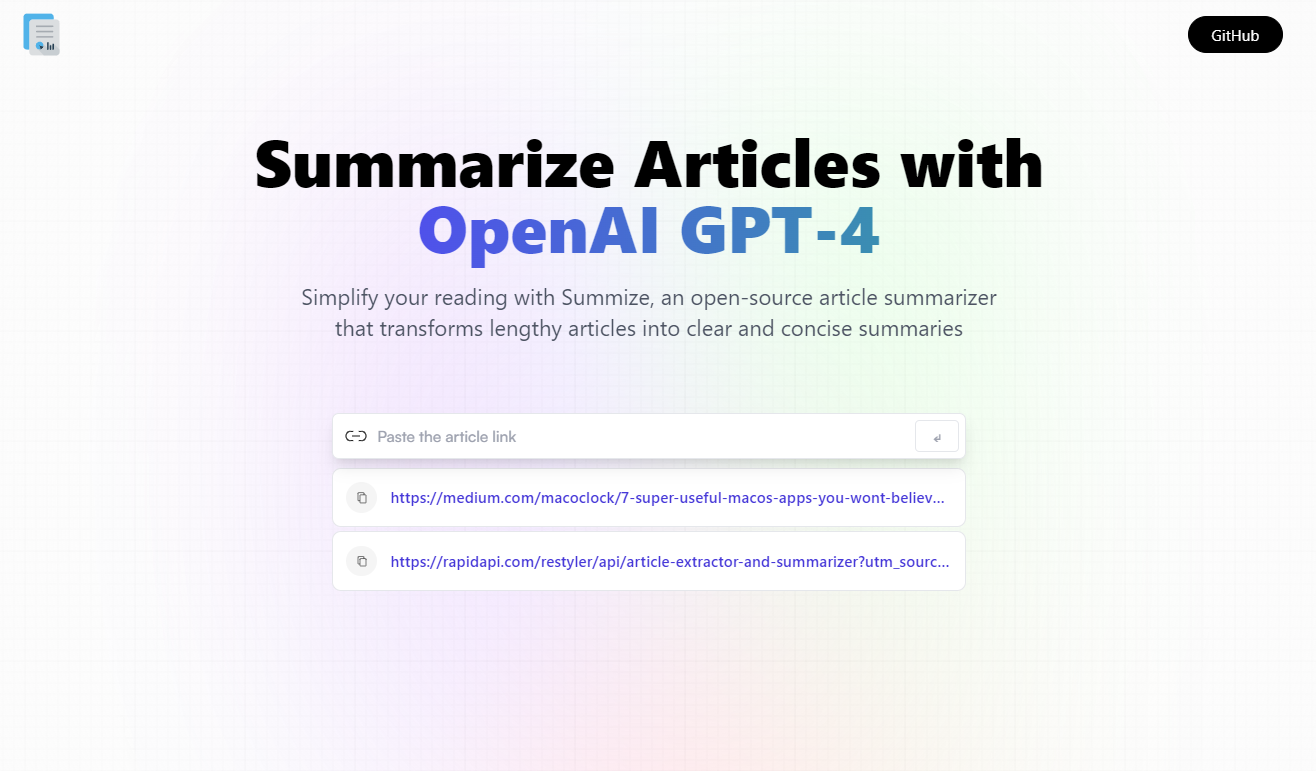 GitHub
Summarize Articles with
OpenAI GPT-4
Simplify your reading with Summize, an open-source article summarizer
that transforms lengthy articles into clear and concise summaries
Paste the article link
↲
https://medium.com/macoclock/7-super-useful-macos-apps-you-wont-believ...
https://rapidapi.com/restyler/api/article-extractor-and-summarizer?utm_sourc...